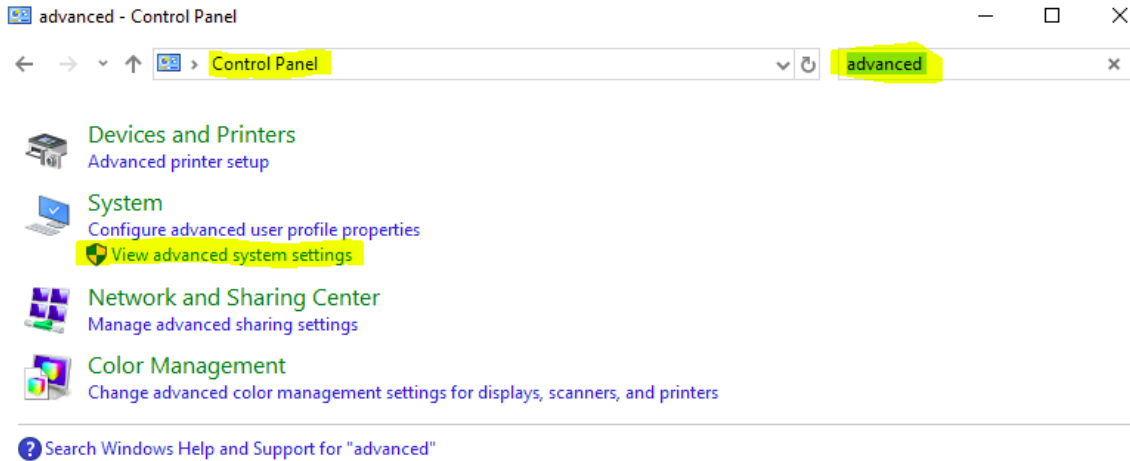 advanced - Control Panel
Control Panel
advanced
Devices and Printers
Advanced printer setup
System
Configure advanced user profile properties
View advanced system settings
Network and Sharing Center
Manage advanced sharing settings
Color Management
Change advanced color management settings for displays, scanners, and printers
Search Windows Help and Support for "advanced"